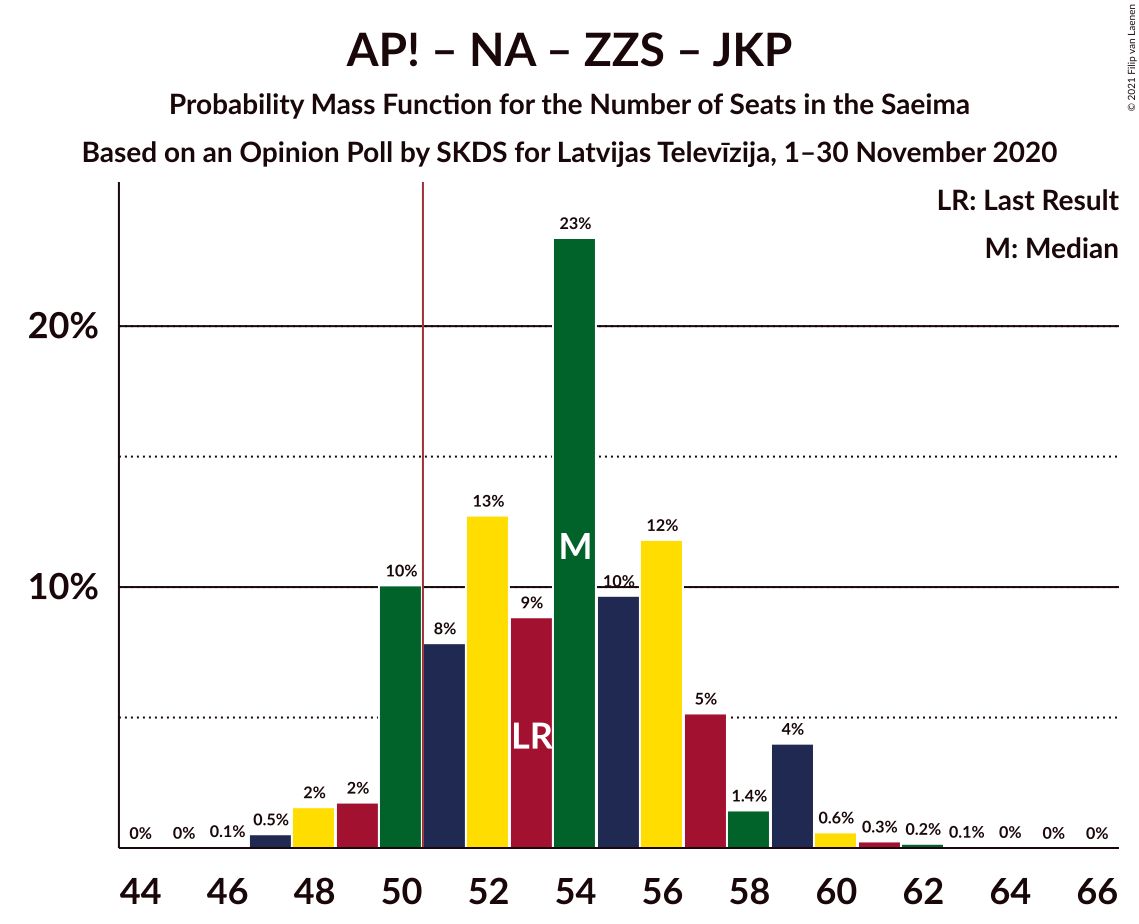 AP! – NA – ZZS – JKP
Probability Mass Function for the Number of Seats in the Saeima
Based on an Opinion Poll by SKDS for Latvijas Televīzija, 1–30 November 2020
© 2021 Filip van Laenen
LR: Last Result
M: Median
20%
10%
0%
0%
0.1%
0.5%
2%
2%
10%
8%
13%
9%
23%
10%
12%
5%
1.4%
4%
0.6%
0.3%
0.2%
0.1%
0%
0%
0%
M
LR
44 46 48 50 52 54 56 58 60 62 64 66